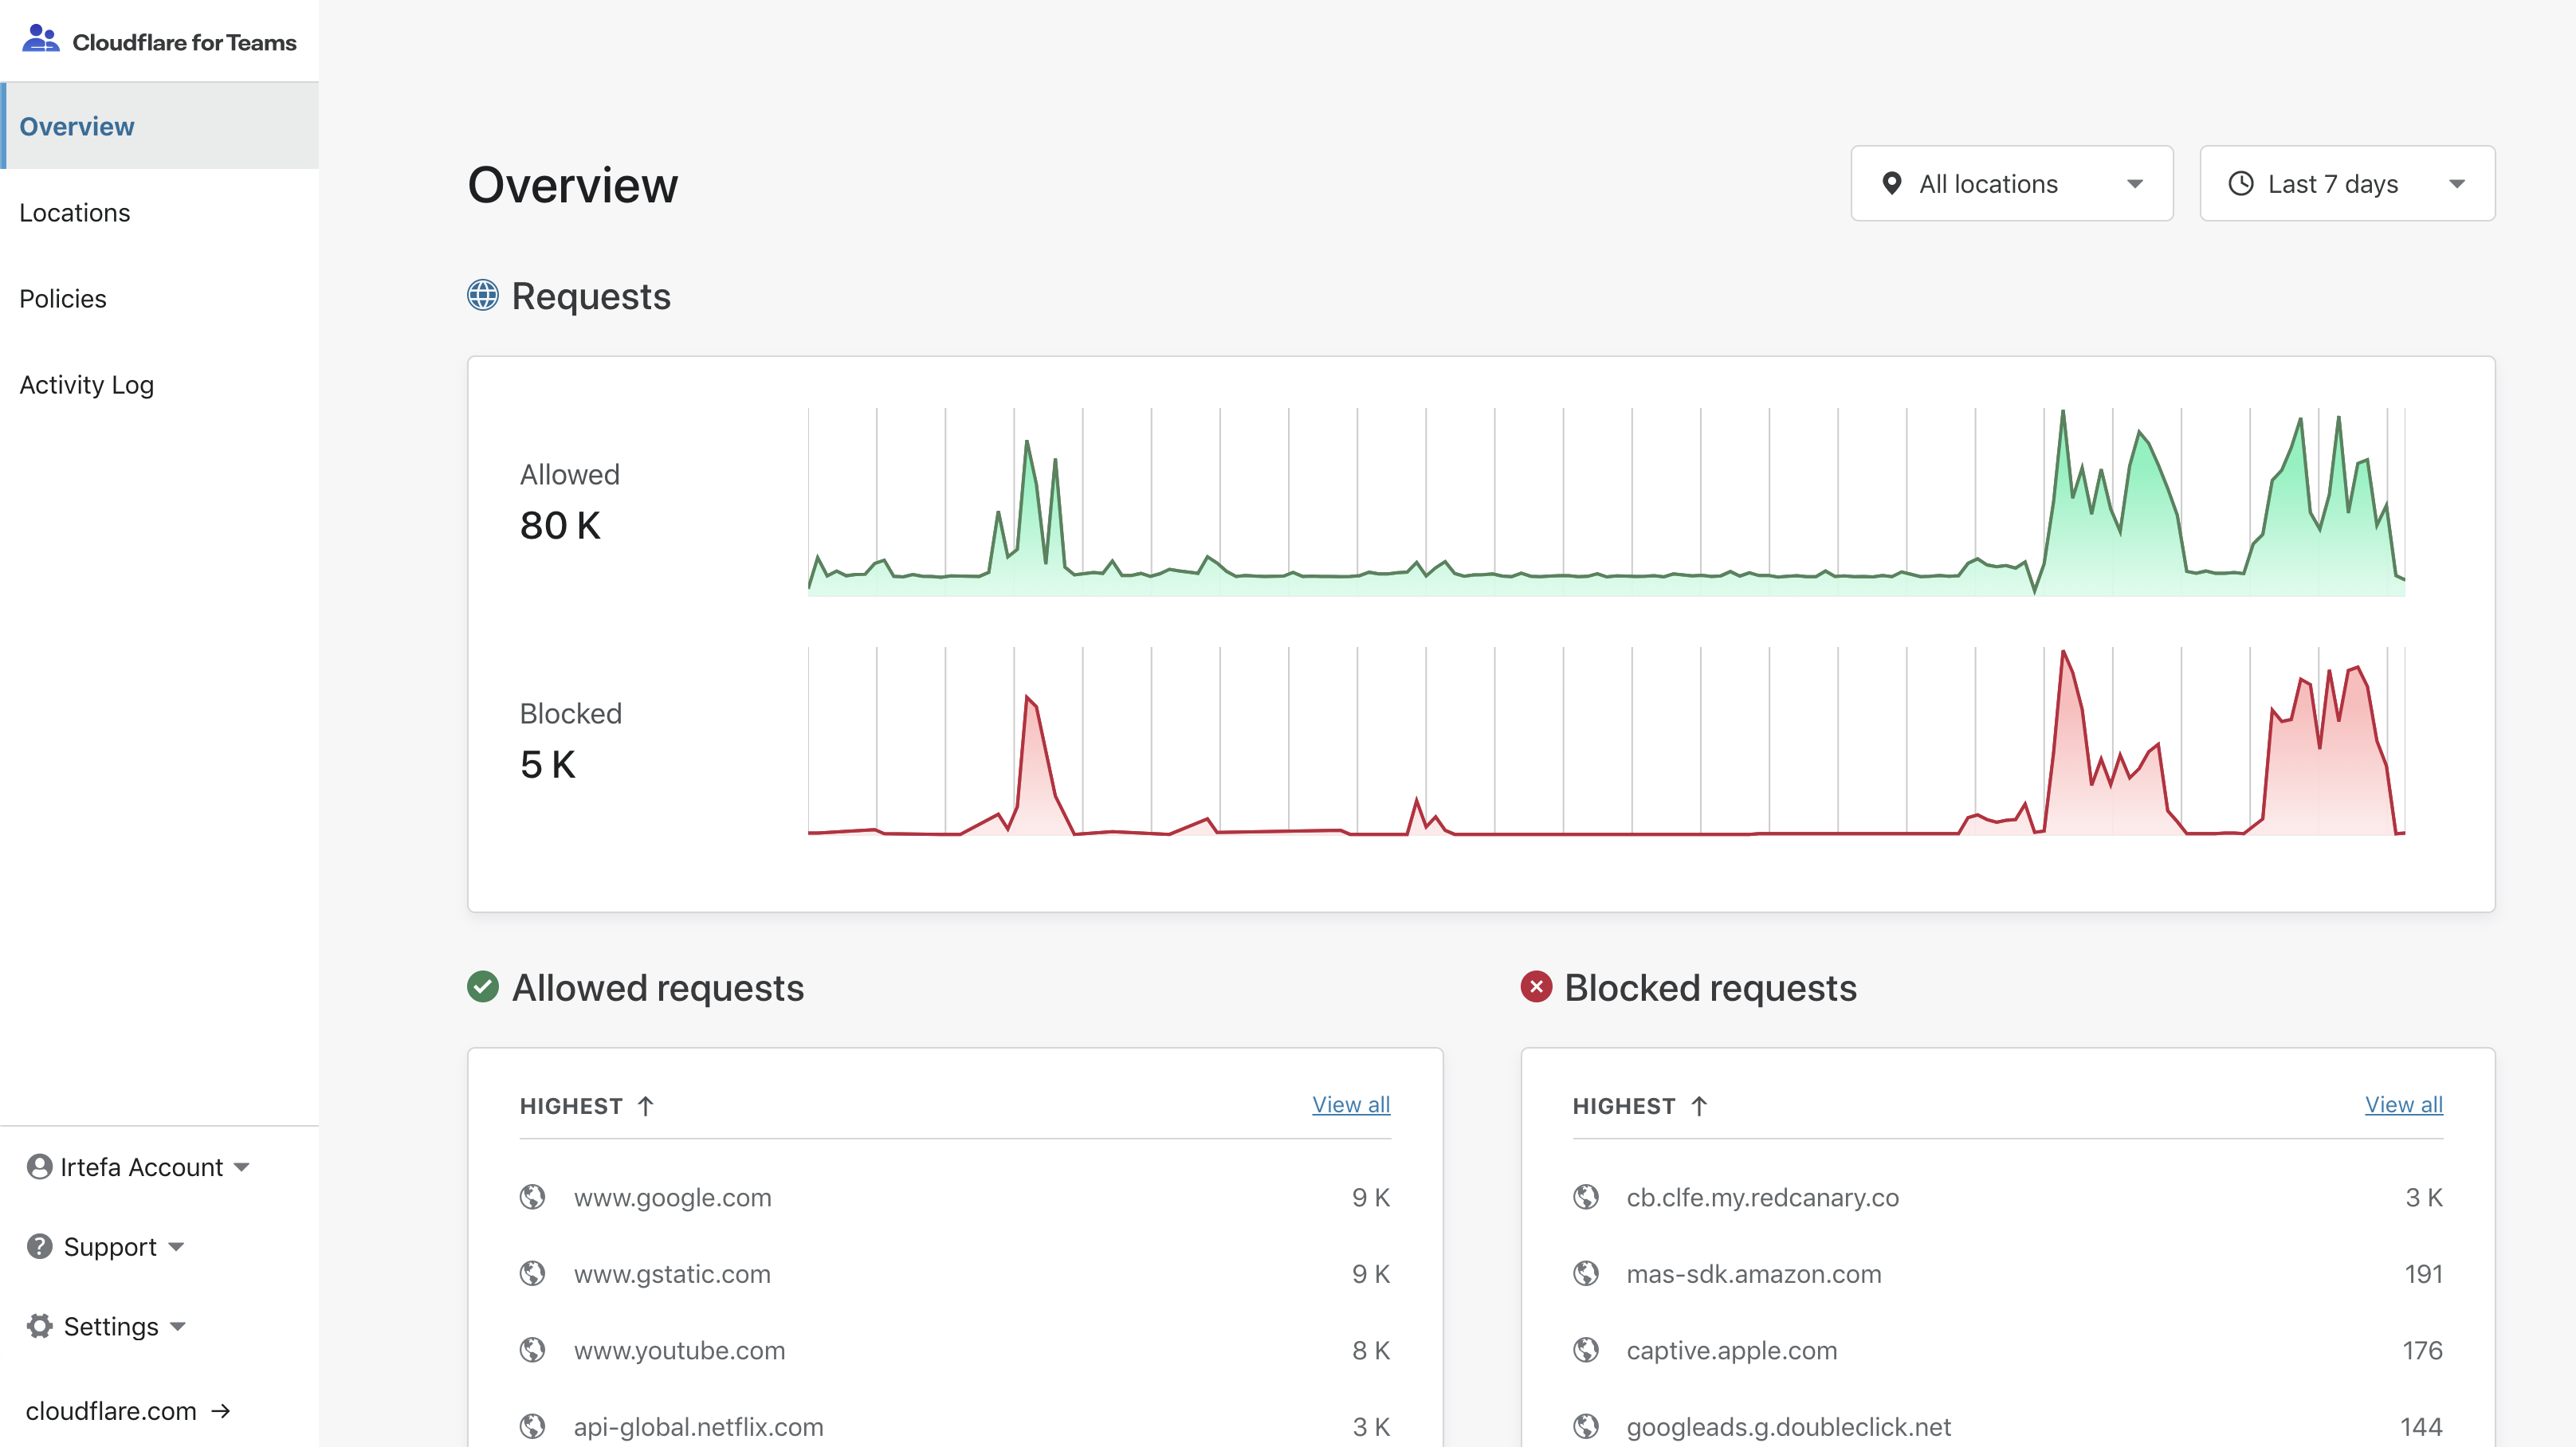 Cloudflare for Teams
Overview
Locations
Policies
Activity Log
Irtefa Account
Support
Settings
cloudflare.com →
Overview
All locations
Last 7 days
Requests
Allowed
80 K
Blocked
5 K
Allowed requests
HIGHEST ↑ View all
www.google.com 9 K
www.gstatic.com 9 K
www.youtube.com 8 K
api-global.netflix.com 3 K
Blocked requests
HIGHEST ↑ View all
cb.clfe.my.redcanary.co 3 K
mas-sdk.amazon.com 191
captive.apple.com 176
googleads.g.doubleclick.net 144